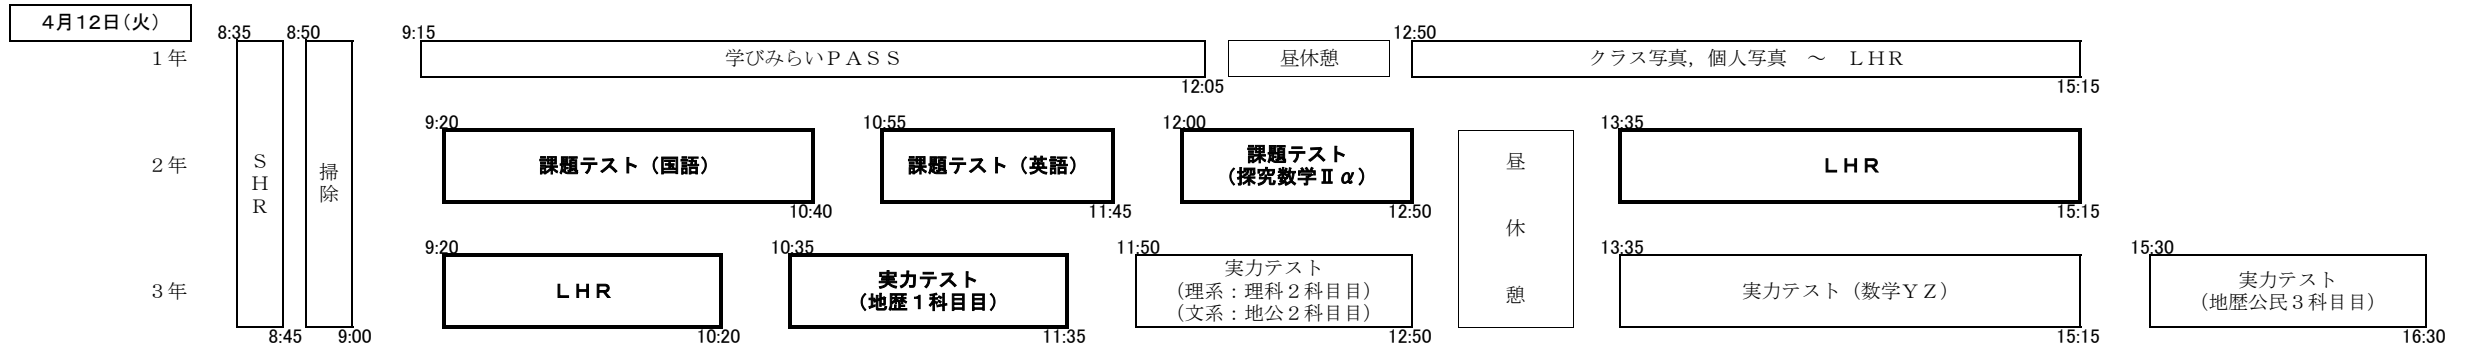 ４月１２日（火）
8:35
8:50
9:15
12:50
１年
学びみらいＰＡＳＳ
昼休憩
クラス写真，個人写真　～　ＬＨＲ
12:05
15:15
9:20
10:55
12:00
13:35
２年
ＳＨＲ
掃除
課題テスト（国語）
課題テスト（英語）
課題テスト
（探究数学Ⅱα）
昼休憩
ＬＨＲ
10:40
11:45
12:50
15:15
9:20
10:35
11:50
13:35
15:30
３年
ＬＨＲ
実力テスト
（地歴１科目目）
実力テスト
（理系：理科２科目目）
（文系：地公２科目目）
実力テスト（数学ＹＺ）
実力テスト
（地歴公民３科目目）
8:45
9:00
10:20
11:35
12:50
15:15
16:30